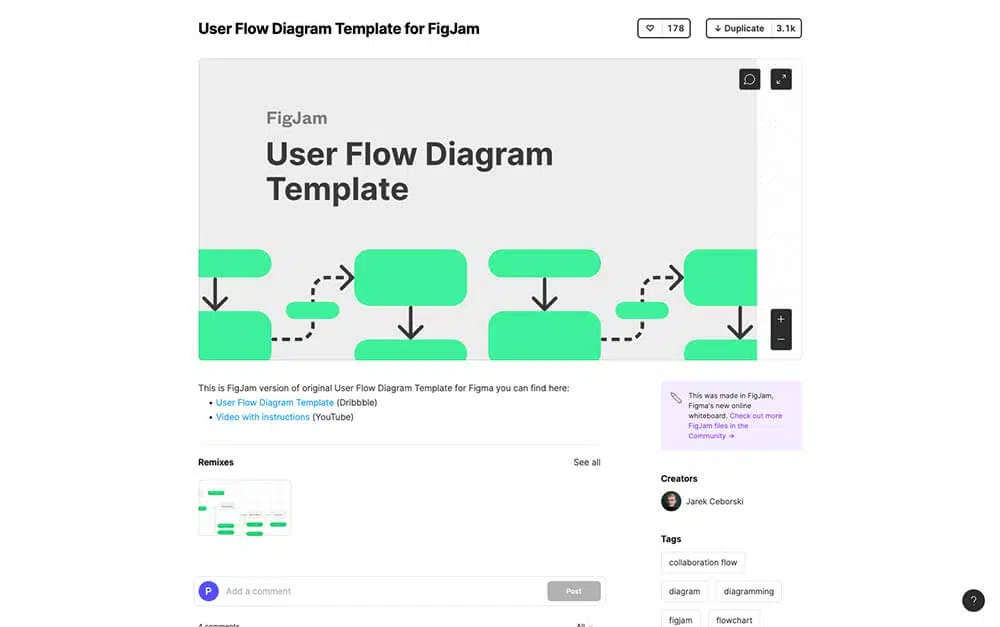 User Flow Diagram Template for FigJam
178
Duplicate
3.1k
FigJam
User Flow Diagram
Template
+
−
This is FigJam version of original User Flow Diagram Template for Figma you can find here:
• User Flow Diagram Template (Dribbble)
• Video with instructions (YouTube)
This was made in FigJam,
Figma's new online
whiteboard. Check out more
FigJam files in the
Community →
Remixes
See all
Creators
Jarek Ceborski
Tags
collaboration flow
diagram
diagramming
figjam
flowchart
P
Add a comment
Post
4 comments
All
?